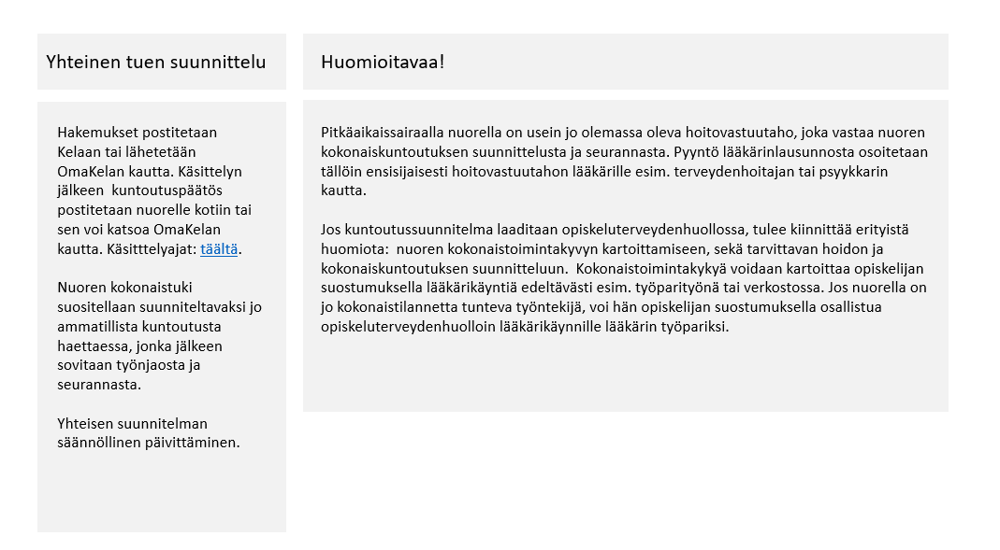 Yhteinen tuen suunnittelu
Hakemukset postitetaan
Kelaan tai lähetetään
OmaKelan kautta. Käsittelyn
jälkeen  kuntoutuspäätös
postitetaan nuorelle kotiin tai
sen voi katsoa OmaKelan
kautta. Käsitttelyajat: täältä.
Nuoren kokonaistuki
suositellaan suunniteltavaksi jo
ammatillista kuntoutusta
haettaessa, jonka jälkeen
sovitaan työnjaosta ja
seurannasta.
Yhteisen suunnitelman
säännöllinen päivittäminen.
Huomioitavaa!
Pitkäaikaissairaalla nuorella on usein jo olemassa oleva hoitovastuutaho, joka vastaa nuoren
kokonaiskuntoutuksen suunnittelusta ja seurannasta. Pyyntö lääkärinlausunnosta osoitetaan
tällöin ensisijaisesti hoitovastuutahon lääkärille esim. terveydenhoitajan tai psyykkarin
kautta.
Jos kuntoutussuunnitelma laaditaan opiskeluterveydenhuollossa, tulee kiinnittää erityistä
huomiota:  nuoren kokonaistoimintakyvyn kartoittamiseen, sekä tarvittavan hoidon ja
kokonaiskuntoutuksen suunnitteluun.  Kokonaistoimintakykyä voidaan kartoittaa opiskelijan
suostumuksella lääkärikäyntiä edeltävästi esim. työparityönä tai verkostossa. Jos nuorella on
jo kokonaistilannetta tunteva työntekijä, voi hän opiskelijan suostumuksella osallistua
opiskeluterveydenhuolloin lääkärikäynnille lääkärin työpariksi.